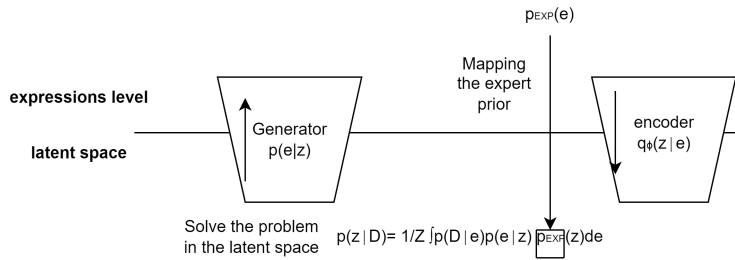 pEXP(e)
Mapping
the expert
prior
expressions level
latent space
Generator
p(e|z)
encoder
qϕ(z|e)
Solve the problem
in the latent space
p(z|D)= 1/Z ∫p(D|e)p(e|z) pEXP(z)de